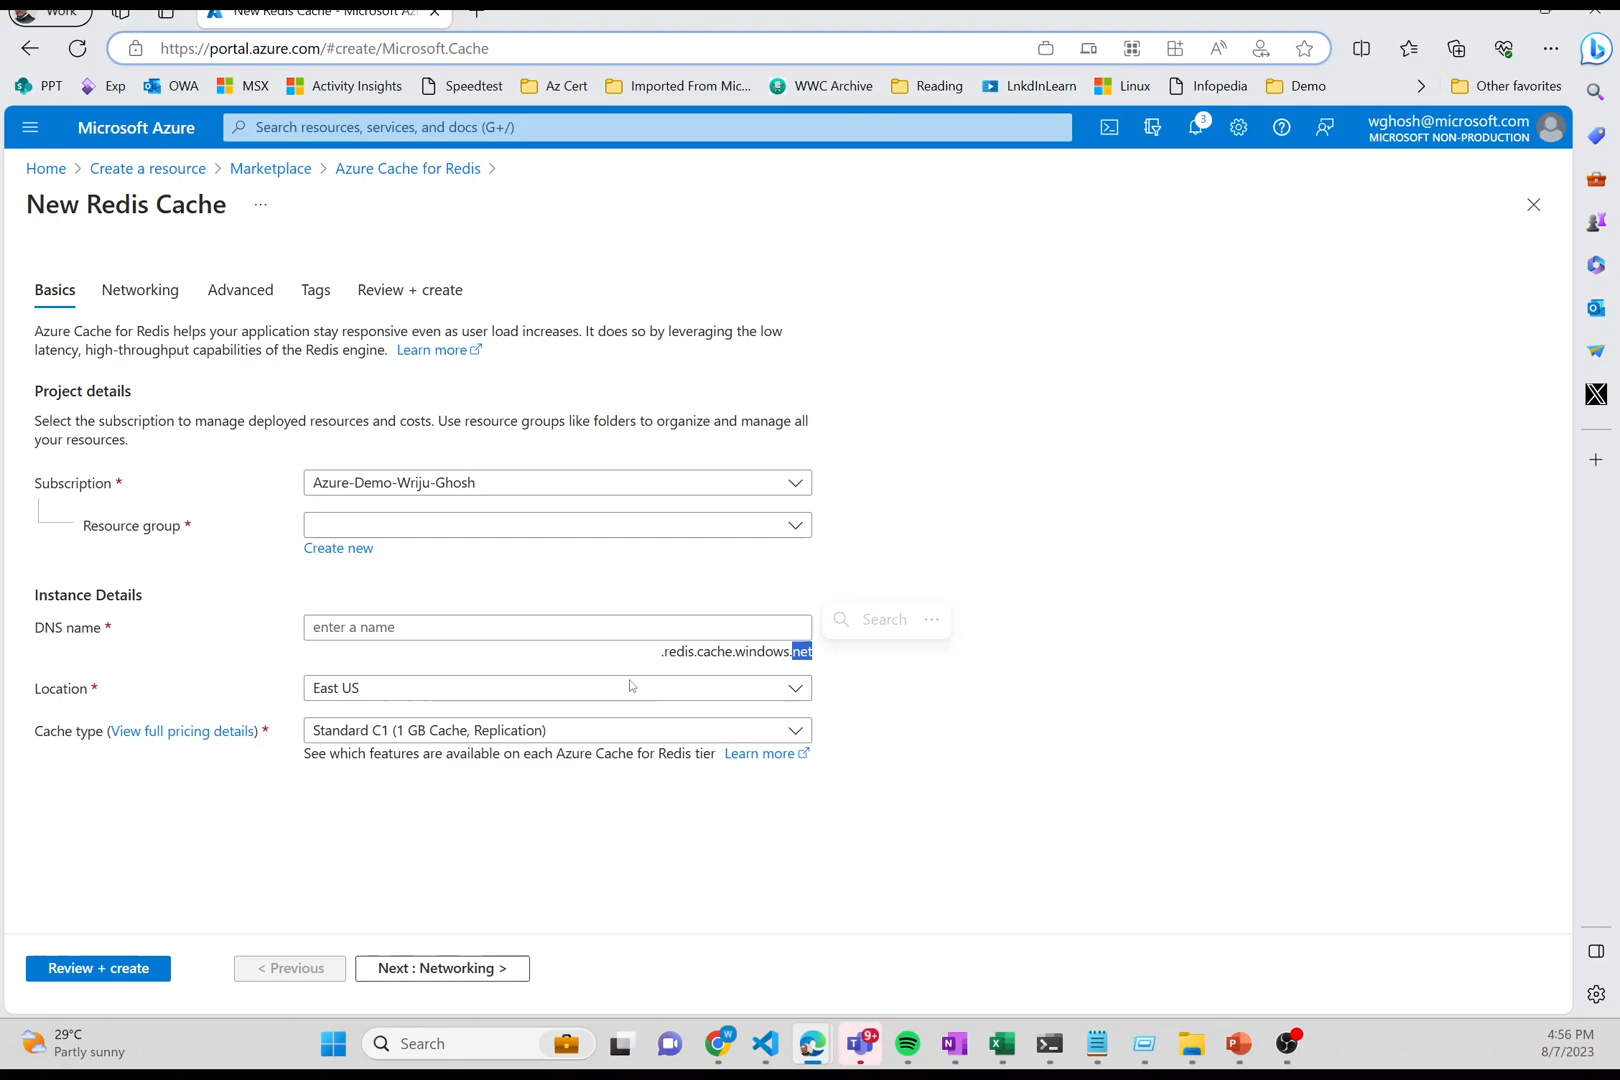 Work
New Redis Cache - Microsoft Az
https://portal.azure.com/#create/Microsoft.Cache
PPT Exp OWA MSX Activity Insights Speedtest Az Cert Imported From Mic... WWC Archive Reading LnkdInLearn Linux Infopedia Demo Other favorites
Microsoft Azure
Search resources, services, and docs (G+/)
3
wghosh@microsoft.com
MICROSOFT NON-PRODUCTION
Home > Create a resource > Marketplace > Azure Cache for Redis >
New Redis Cache ...
Basics Networking Advanced Tags Review + create
Azure Cache for Redis helps your application stay responsive even as user load increases. It does so by leveraging the low
latency, high-throughput capabilities of the Redis engine. Learn more
Project details
Select the subscription to manage deployed resources and costs. Use resource groups like folders to organize and manage all
your resources.
Subscription * Azure-Demo-Wriju-Ghosh
Resource group *
Create new
Instance Details
DNS name * enter a name
Search ...
.redis.cache.windows.net
Location * East US
Cache type (View full pricing details) * Standard C1 (1 GB Cache, Replication)
See which features are available on each Azure Cache for Redis tier Learn more
Review + create < Previous Next : Networking >
29°C
Partly sunny
Search
W
9+
4:56 PM
8/7/2023